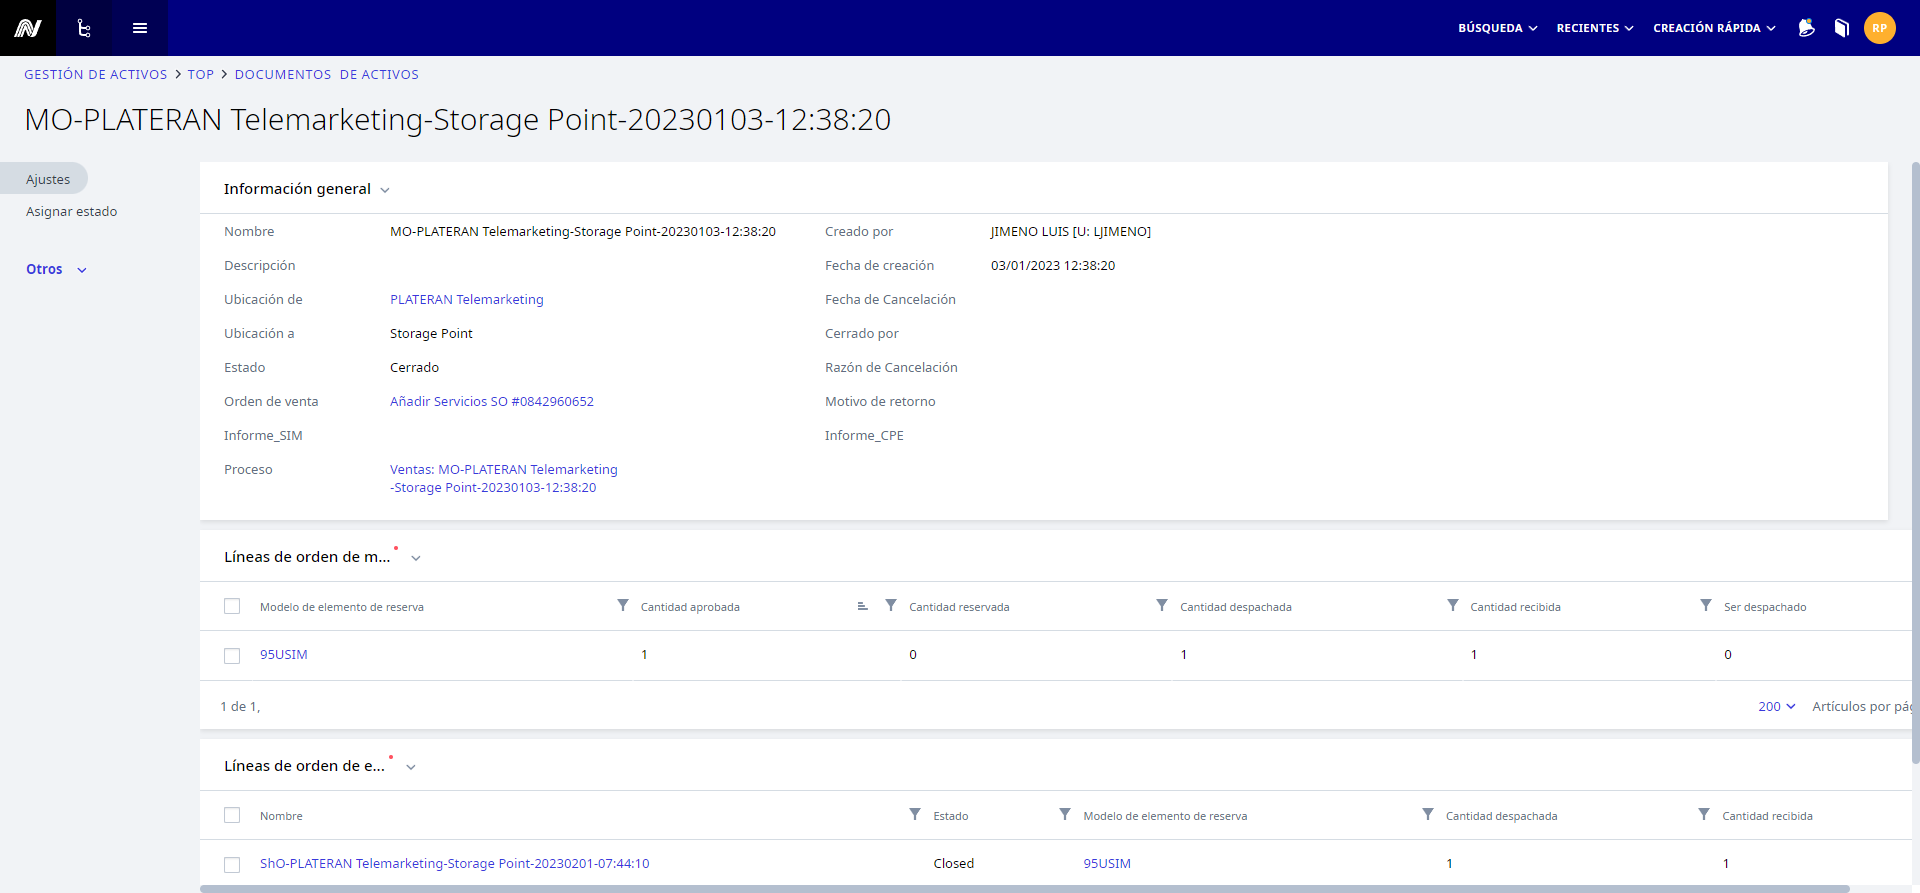 BÚSQUEDA RECIENTES CREACIÓN RÁPIDA RP
GESTIÓN DE ACTIVOS > TOP > DOCUMENTOS DE ACTIVOS
MO-PLATERAN Telemarketing-Storage Point-20230103-12:38:20
Ajustes
Asignar estado
Otros
Información general
Nombre MO-PLATERAN Telemarketing-Storage Point-20230103-12:38:20 Creado por JIMENO LUIS [U: LJIMENO]
Descripción Fecha de creación 03/01/2023 12:38:20
Ubicación de PLATERAN Telemarketing Fecha de Cancelación
Ubicación a Storage Point Cerrado por
Estado Cerrado Razón de Cancelación
Orden de venta Añadir Servicios SO #0842960652 Motivo de retorno
Informe_SIM Informe_CPE
Proceso Ventas: MO-PLATERAN Telemarketing
-Storage Point-20230103-12:38:20
Líneas de orden de m...
Modelo de elemento de reserva Cantidad aprobada Cantidad reservada Cantidad despachada Cantidad recibida Ser despachado
95USIM 1 0 1 1 0
1 de 1, 200 Artículos por pág
Líneas de orden de e...
Nombre Estado Modelo de elemento de reserva Cantidad despachada Cantidad recibida
ShO-PLATERAN Telemarketing-Storage Point-20230201-07:44:10 Closed 95USIM 1 1